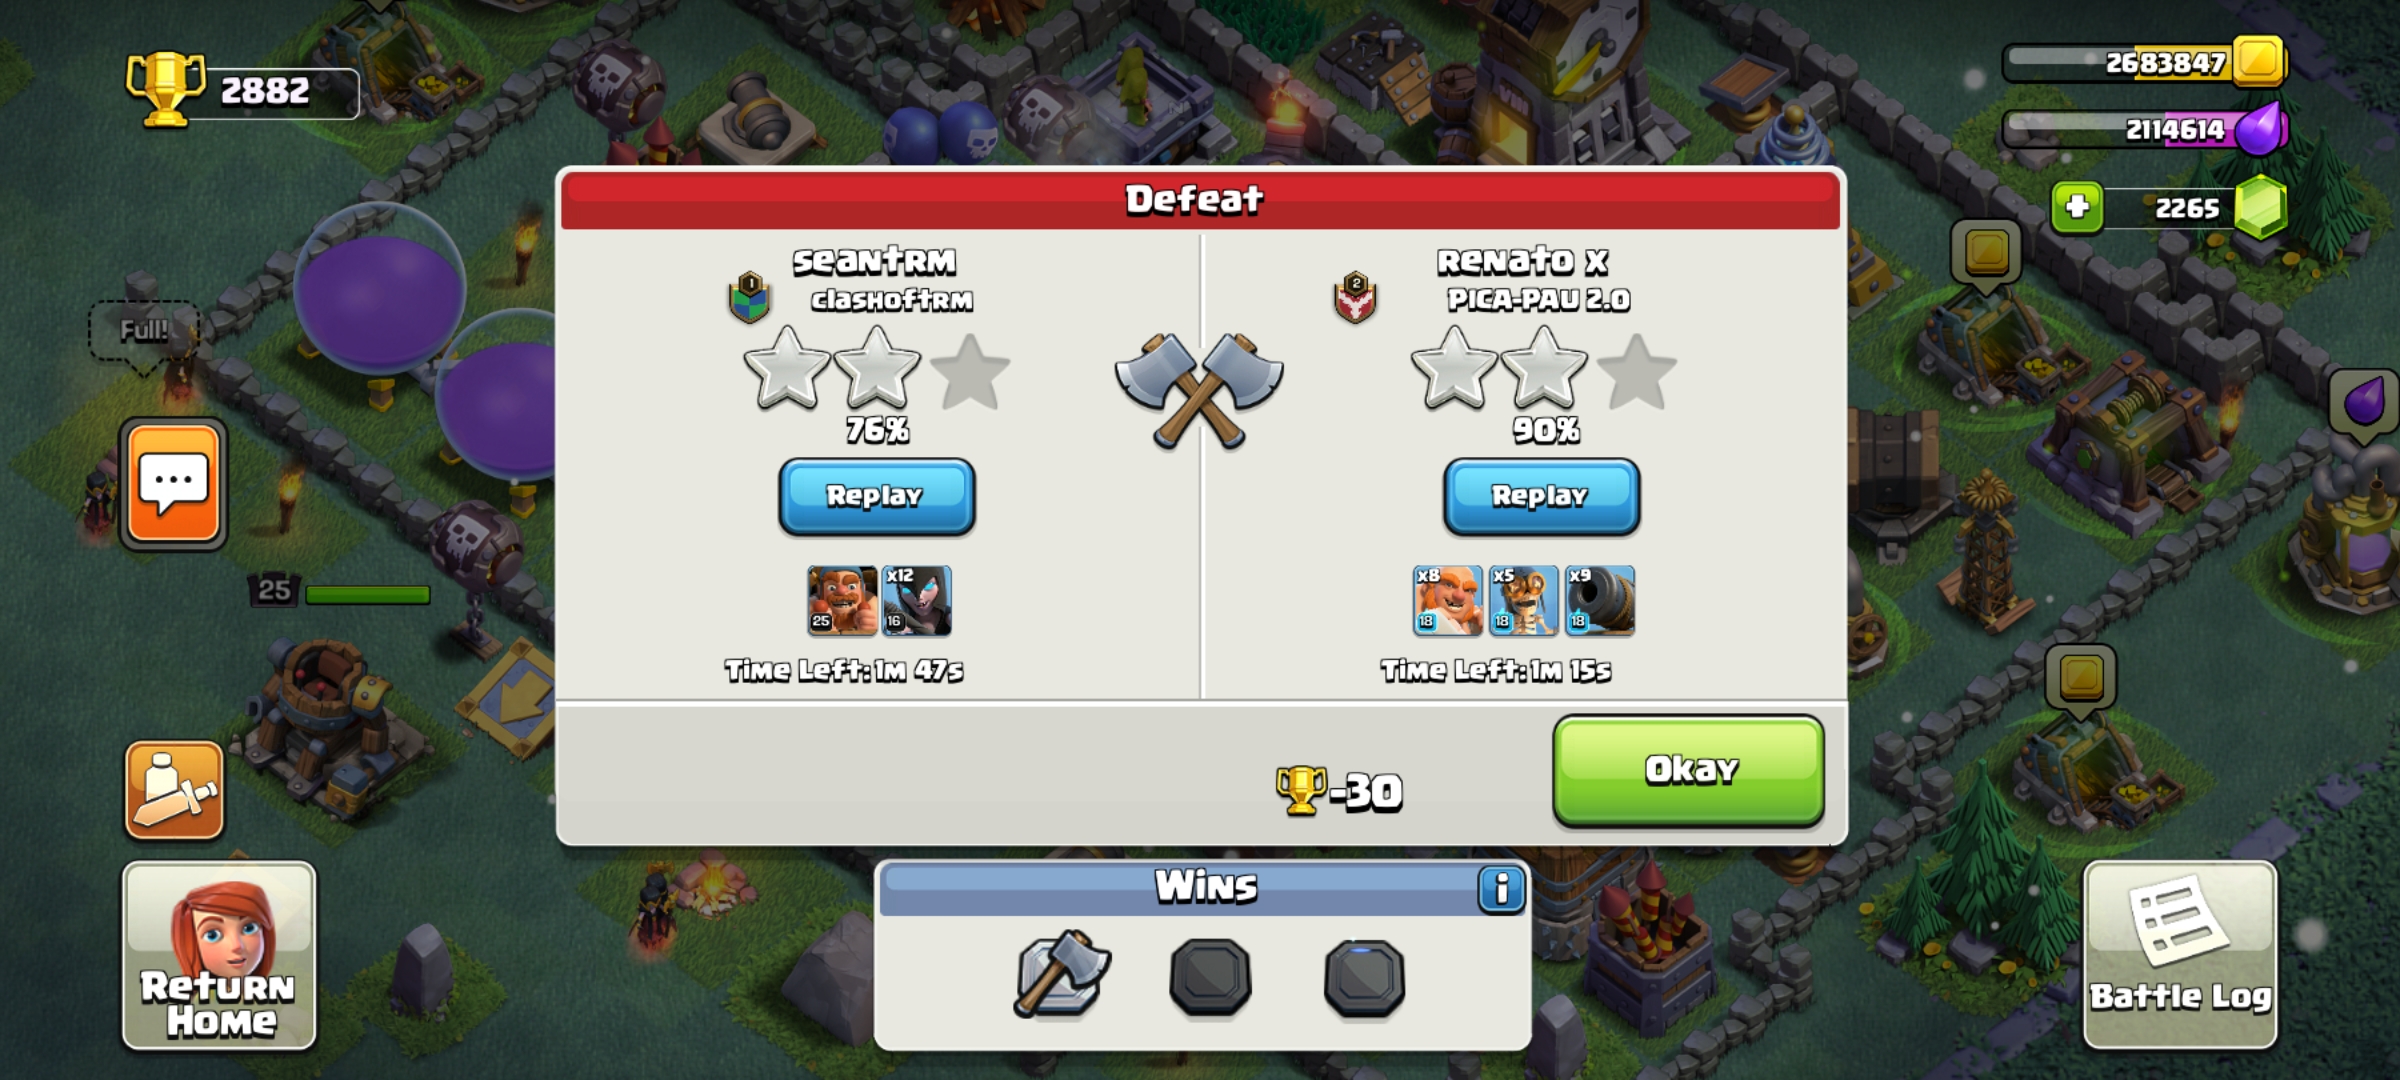 2882
2683847
2114614
2265
Full!
25
Defeat
seantrm
clashoftrm
1
76%
Replay
25
x12
16
Time Left: 1m 47s
Renato x
PICA-PAU 2.0
2
90%
Replay
x8
18
x5
18
x9
18
Time Left: 1m 15s
-30
Okay
Wins
i
Return
Home
Battle Log
VIII